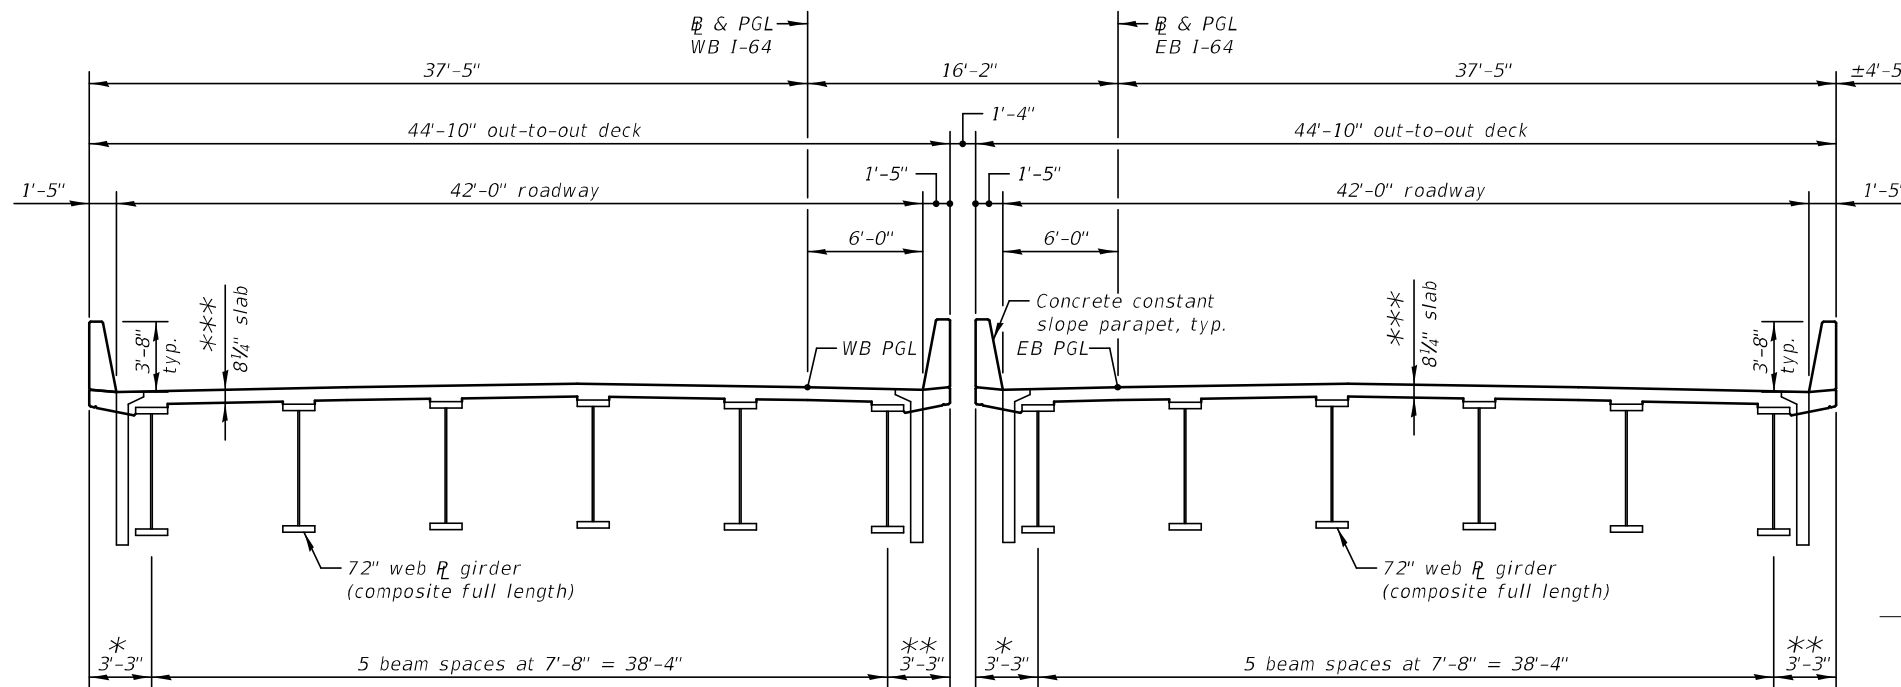 ℄ & PGL
WB I-64
℄ & PGL
EB I-64
37'-5"
16'-2"
37'-5"
±4'-5
44'-10" out-to-out deck
1'-4"
44'-10" out-to-out deck
1'-5"
42'-0" roadway
1'-5"
1'-5"
42'-0" roadway
1'-5"
6'-0"
6'-0"
3'-8"
typ.
***
8¼" slab
Concrete constant
slope parapet, typ.
WB PGL
EB PGL
***
8¼" slab
3'-8"
typ.
72" web ⅊ girder
(composite full length)
72" web ⅊ girder
(composite full length)
*
3'-3"
5 beam spaces at 7'-8" = 38'-4"
**
3'-3"
*
3'-3"
5 beam spaces at 7'-8" = 38'-4"
**
3'-3"